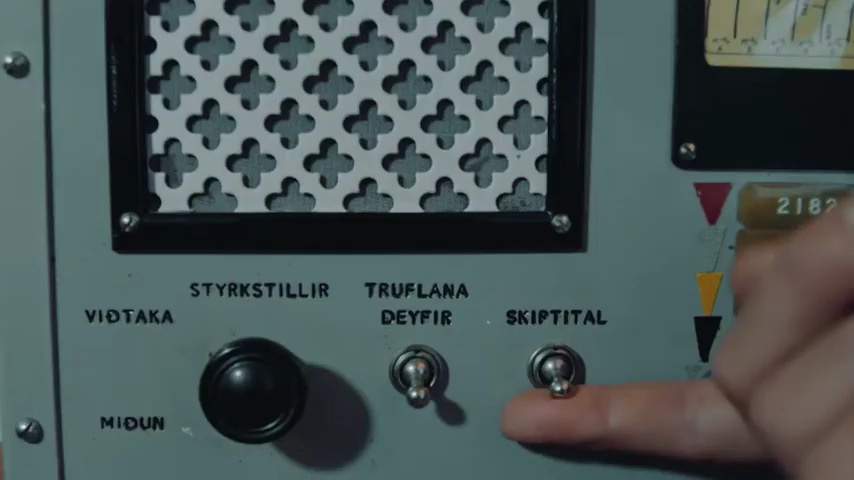 2182
STYRKSTILLIR
TRUFLANA
DEYFIR
SKIPTITAL
VIÐTAKA
MIÐUN